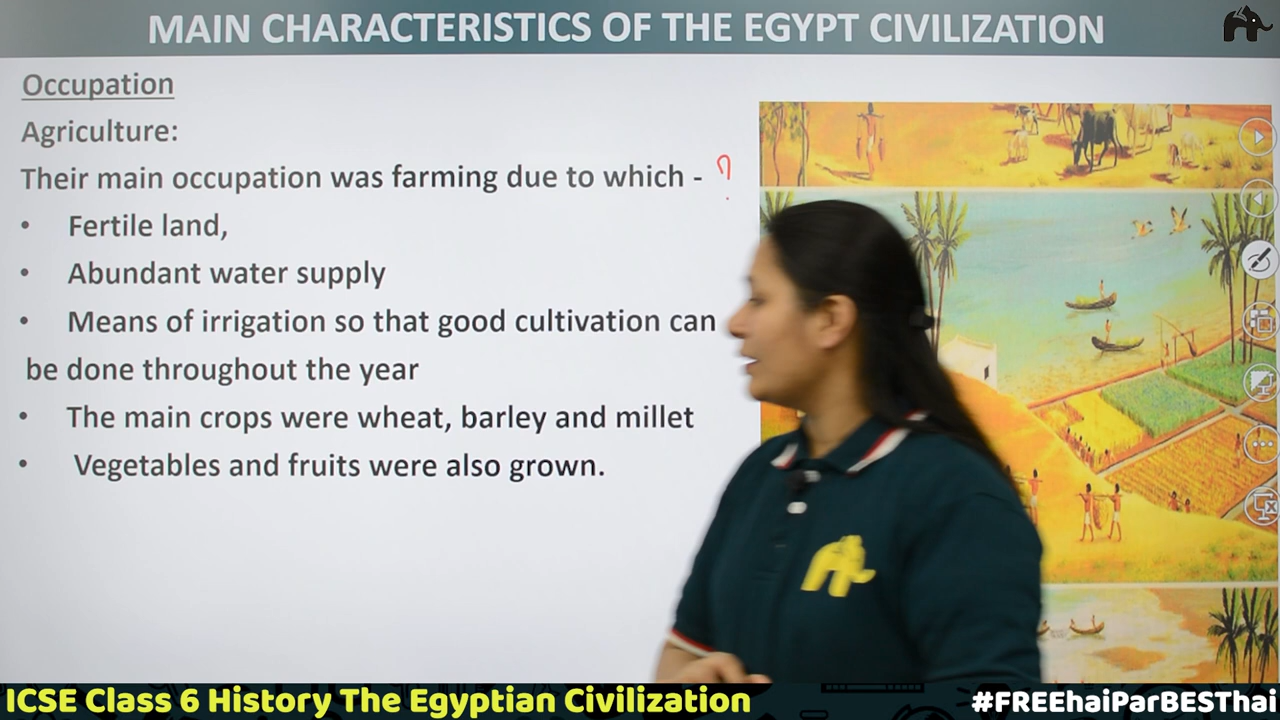 MAIN CHARACTERISTICS OF THE EGYPT CIVILIZATION
Occupation
Agriculture:
Their main occupation was farming due to which - ?
• Fertile land,
• Abundant water supply
• Means of irrigation so that good cultivation can
be done throughout the year
• The main crops were wheat, barley and millet
• Vegetables and fruits were also grown.
ICSE Class 6 History The Egyptian Civilization
#FREEhaiParBESThai